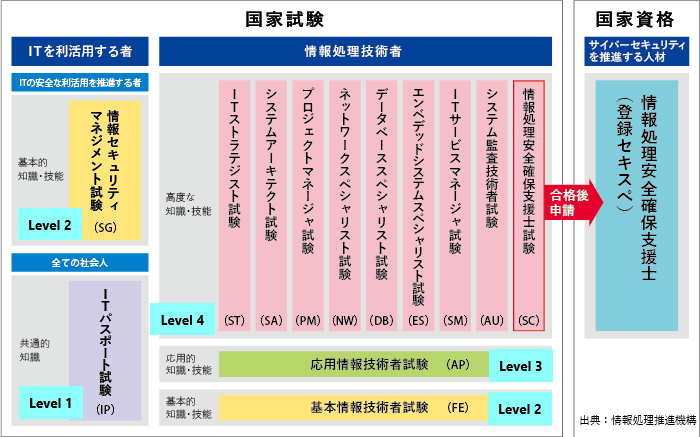 国家試験
国家資格
ITを利活用する者
情報処理技術者
サイバーセキュリティ
を推進する人材
ITの安全な利活用を推進する者
基本的
知識・技能
情報セキュリティ
マネジメント試験
(SG)
Level 2
全ての社会人
共通的
知識
ITパスポート試験
(IP)
Level 1
高度な
知識・技能
Level 4
ITストラテジスト試験
(ST)
システムアーキテクト試験
(SA)
プロジェクトマネージャ試験
(PM)
ネットワークスペシャリスト試験
(NW)
データベーススペシャリスト試験
(DB)
エンベデッドシステムスペシャリスト試験
(ES)
ITサービスマネージャ試験
(SM)
システム監査技術者試験
(AU)
情報処理安全確保支援士試験
(SC)
合格後
申請
情報処理安全確保支援士
(登録セキスペ)
応用的
知識・技能
応用情報技術者試験 (AP)
Level 3
基本的
知識・技能
基本情報技術者試験 (FE)
Level 2
出典：情報処理推進機構